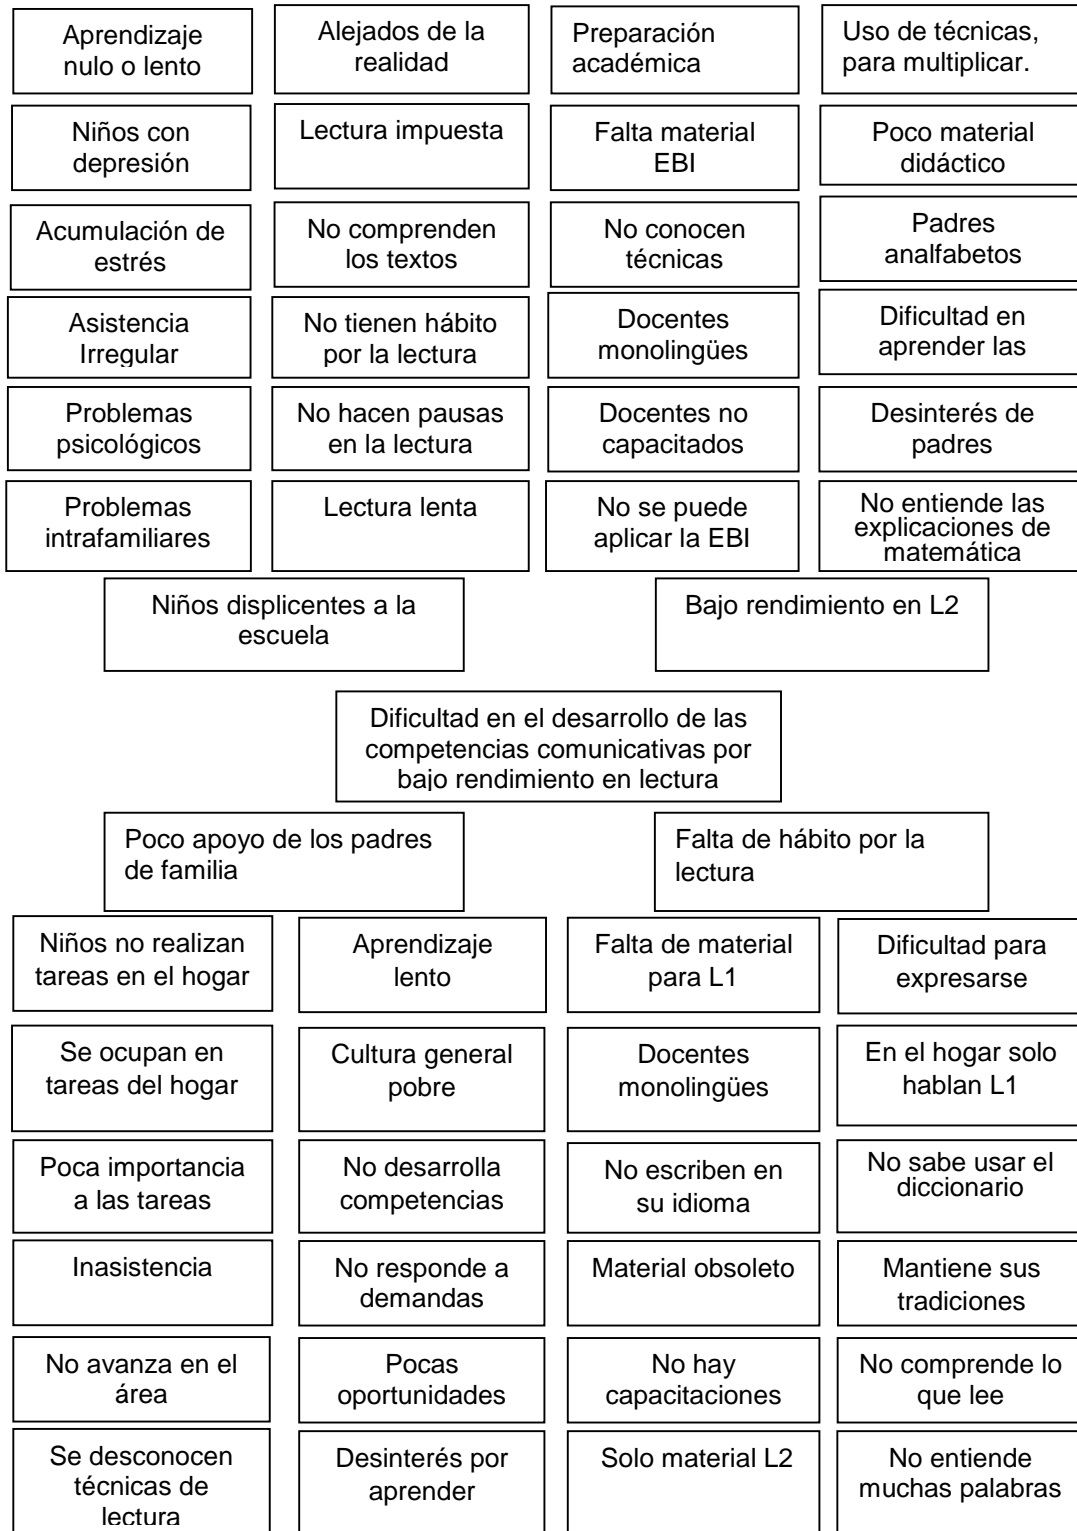 Aprendizaje
nulo o lento
Alejados de la
realidad
Preparación
académica
Uso de técnicas,
para multiplicar.
Niños con
depresión
Lectura impuesta
Falta material
EBI
Poco material
didáctico
Acumulación de
estrés
No comprenden
los textos
No conocen
técnicas
Padres
analfabetos
Asistencia
Irregular
No tienen hábito
por la lectura
Docentes
monolingües
Dificultad en
aprender las
Problemas
psicológicos
No hacen pausas
en la lectura
Docentes no
capacitados
Desinterés de
padres
Problemas
intrafamiliares
Lectura lenta
No se puede
aplicar la EBI
No entiende las
explicaciones de
matemática
Niños displicentes a la
escuela
Bajo rendimiento en L2
Dificultad en el desarrollo de las
competencias comunicativas por
bajo rendimiento en lectura
Poco apoyo de los padres
de familia
Falta de hábito por la
lectura
Niños no realizan
tareas en el hogar
Aprendizaje
lento
Falta de material
para L1
Dificultad para
expresarse
Se ocupan en
tareas del hogar
Cultura general
pobre
Docentes
monolingües
En el hogar solo
hablan L1
Poca importancia
a las tareas
No desarrolla
competencias
No escriben en
su idioma
No sabe usar el
diccionario
Inasistencia
No responde a
demandas
Material obsoleto
Mantiene sus
tradiciones
No avanza en el
área
Pocas
oportunidades
No hay
capacitaciones
No comprende lo
que lee
Se desconocen
técnicas de
lectura
Desinterés por
aprender
Solo material L2
No entiende
muchas palabras